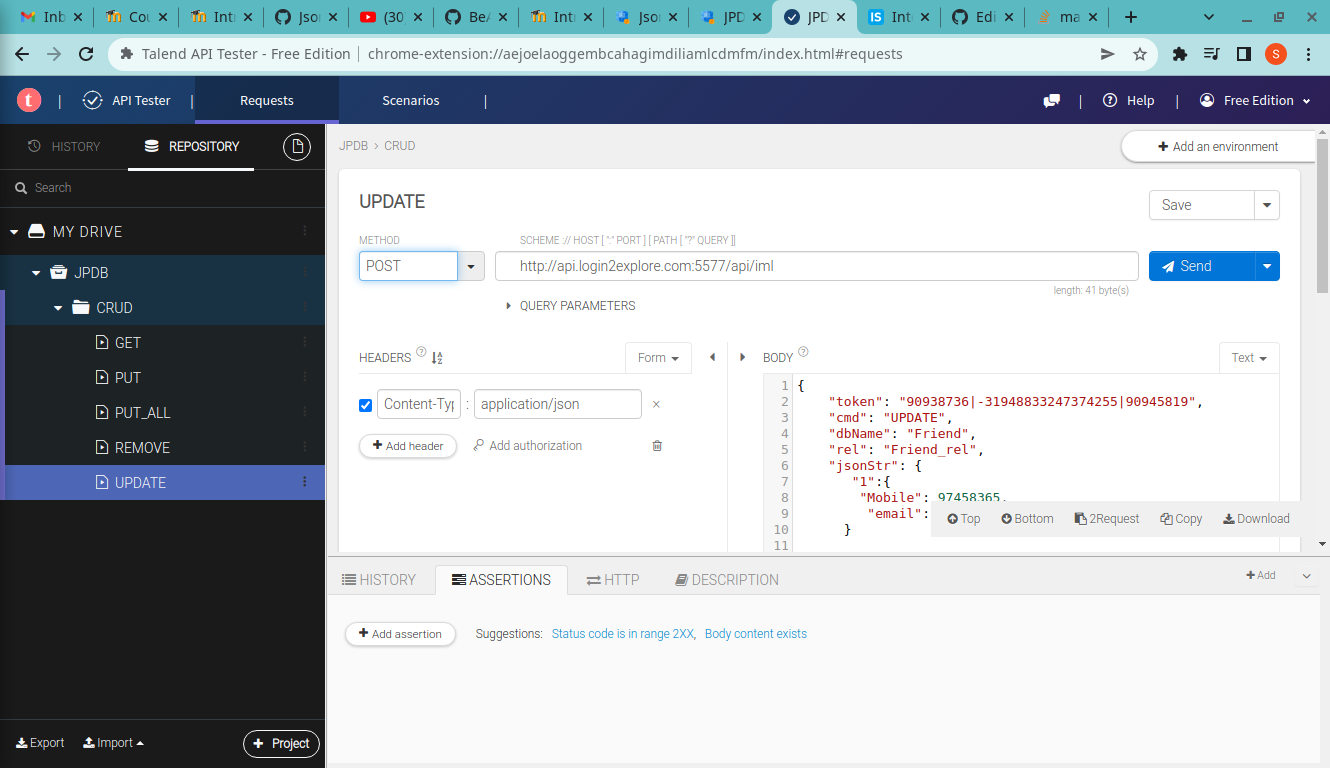 Inb
Cou
Intr
Jso
(30
BeA
Intr
Jso
JPD
JPD
Int
Edi
ma
Talend API Tester - Free Edition | chrome-extension://aejoelaoggembcahagimdiliamlcdmfm/index.html#requests
S
t | API Tester | Requests Scenarios | | Help | Free Edition
HISTORY REPOSITORY
Search
MY DRIVE
JPDB
CRUD
GET
PUT
PUT_ALL
REMOVE
UPDATE
Export Import + Project
JPDB > CRUD
+ Add an environment
UPDATE
Save
METHOD SCHEME :// HOST [ ":" PORT ] [ PATH [ "?" QUERY ]]
POST http://api.login2explore.com:5577/api/iml Send
length: 41 byte(s)
QUERY PARAMETERS
HEADERS ? Form
Content-Typ : application/json ×
+ Add header Add authorization
BODY ? Text
1 {
2 "token": "90938736|-31948833247374255|90945819",
3 "cmd": "UPDATE",
4 "dbName": "Friend",
5 "rel": "Friend_rel",
6 "jsonStr": {
7 "1":{
8 "Mobile": 97458365,
9 "email":
10 }
11
Top Bottom 2Request Copy Download
HISTORY ASSERTIONS HTTP DESCRIPTION
+ Add
+ Add assertion Suggestions: Status code is in range 2XX, Body content exists